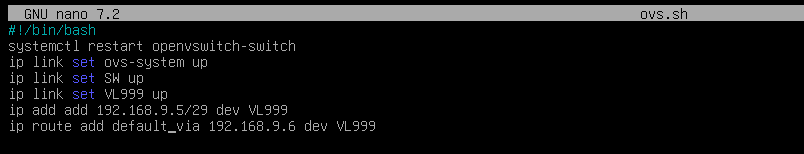 GNU nano 7.2 ovs.sh
#!/bin/bash
systemctl restart openvswitch-switch
ip link set ovs-system up
ip link set SW up
ip link set VL999 up
ip add add 192.168.9.5/29 dev VL999
ip route add default_via 192.168.9.6 dev VL999